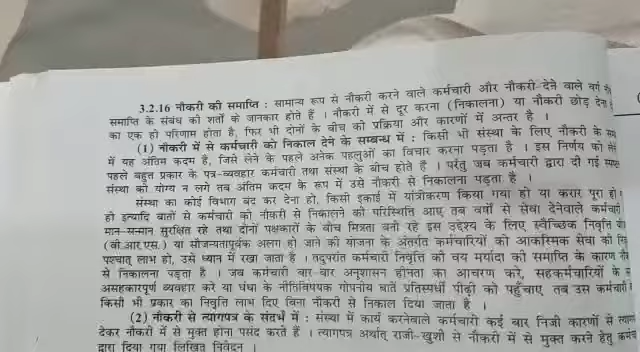 3.2.16 नौकरी की समाप्ति : सामान्य रूप से नौकरी करने वाले कर्मचारी और नौकरी देने वाले वर्ग
समाप्ति के संबंध की शर्तों के जानकार होते हैं । नौकरी में से दूर करना (निकालना) या नौकरी छोड़ देना
का एक ही परिणाम होता है, फिर भी दोनों के बीच की प्रक्रिया और कारणों में अन्तर है ।
(1) नौकरी में से कर्मचारी को निकाल देने के सम्बन्ध में : किसी भी संस्था के लिए नौकरी के
में यह अंतिम कदम है, जिसे लेने के पहले अनेक पहलुओं का विचार करना पड़ता है । इस निर्णय को
पहले बहुत प्रकार के पत्र-व्यवहार कर्मचारी तथा संस्था के बीच होते है । परंतु जब कर्मचारी द्वारा दी गई
संस्था को योग्य न लगे तब अंतिम कदम के रूप में उसे नौकरी से निकालना पड़ता है ।
संस्था का कोई विभाग बंद कर देना हो, किसी इकाई में यांत्रीकरण किया गया हो या करार पूरा हो
हो इत्यादि बातों से कर्मचारी को नौकरी से निकालने की परिस्थिति आए तब वर्षों से सेवा देनेवाले कर्मचारी
मान-सन्मान सुरक्षित रहे तथा दोनों पक्षकारों के बीच मित्रता बनी रहे इस उद्देश्य के लिए स्वैच्छिक निवृत्ति
(वी.आर.एस.) या सौजन्यतापूर्वक अलग हो जाने की योजना के अंतर्गत कर्मचारियों को आकस्मिक सेवा की
पश्चात् लाभ हो, उसे ध्यान में रखा जाता है । तदुपरांत कर्मचारी निवृत्ति की वय मर्यादा की समाप्ति के कारण
से निकालना पड़ता है । जब कर्मचारी बार-बार अनुशासन हीनता का आचरण करे, सहकर्मचारियों के
असहकारपूर्ण व्यवहार करे या धंधा के नीतिविषयक गोपनीय बातें प्रतिस्पर्धी पीढ़ी को पहुँचाए तब उस कर्मचारी
किसी भी प्रकार का निवृत्ति लाभ दिए बिना नौकरी से निकाल दिया जाता है ।
(2) नौकरी से त्यागपत्र के संदर्भ में : संस्था में कार्य करनेवाले कर्मचारी कई बार निजी कारणों से
देकर नौकरी में से मुक्त होना पसंद करते हैं । त्यागपत्र अर्थात् राजी-खुशी से नौकरी में से मुक्त करने हेतु
द्वारा दिया गया लिखित निवेदन ।